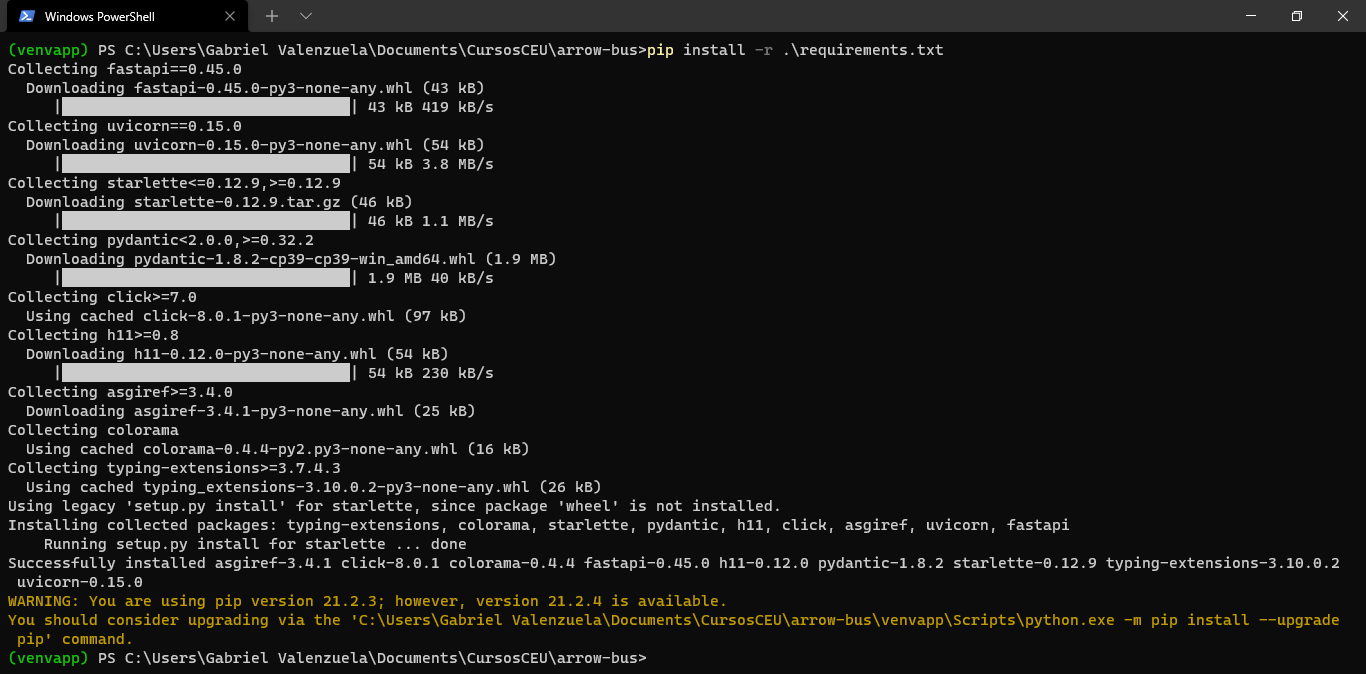 Windows PowerShell
(venvapp) PS C:\Users\Gabriel Valenzuela\Documents\CursosCEU\arrow-bus>pip install -r .\requirements.txt
Collecting fastapi==0.45.0
  Downloading fastapi-0.45.0-py3-none-any.whl (43 kB)
     |                                | 43 kB 419 kB/s
Collecting uvicorn==0.15.0
  Downloading uvicorn-0.15.0-py3-none-any.whl (54 kB)
     |                                | 54 kB 3.8 MB/s
Collecting starlette<=0.12.9,>=0.12.9
  Downloading starlette-0.12.9.tar.gz (46 kB)
     |                                | 46 kB 1.1 MB/s
Collecting pydantic<2.0.0,>=0.32.2
  Downloading pydantic-1.8.2-cp39-cp39-win_amd64.whl (1.9 MB)
     |                                | 1.9 MB 40 kB/s
Collecting click>=7.0
  Using cached click-8.0.1-py3-none-any.whl (97 kB)
Collecting h11>=0.8
  Downloading h11-0.12.0-py3-none-any.whl (54 kB)
     |                                | 54 kB 230 kB/s
Collecting asgiref>=3.4.0
  Downloading asgiref-3.4.1-py3-none-any.whl (25 kB)
Collecting colorama
  Using cached colorama-0.4.4-py2.py3-none-any.whl (16 kB)
Collecting typing-extensions>=3.7.4.3
  Using cached typing_extensions-3.10.0.2-py3-none-any.whl (26 kB)
Using legacy 'setup.py install' for starlette, since package 'wheel' is not installed.
Installing collected packages: typing-extensions, colorama, starlette, pydantic, h11, click, asgiref, uvicorn, fastapi
    Running setup.py install for starlette ... done
Successfully installed asgiref-3.4.1 click-8.0.1 colorama-0.4.4 fastapi-0.45.0 h11-0.12.0 pydantic-1.8.2 starlette-0.12.9 typing-extensions-3.10.0.2
 uvicorn-0.15.0
WARNING: You are using pip version 21.2.3; however, version 21.2.4 is available.
You should consider upgrading via the 'C:\Users\Gabriel Valenzuela\Documents\CursosCEU\arrow-bus\venvapp\Scripts\python.exe -m pip install --upgrade
 pip' command.
(venvapp) PS C:\Users\Gabriel Valenzuela\Documents\CursosCEU\arrow-bus>